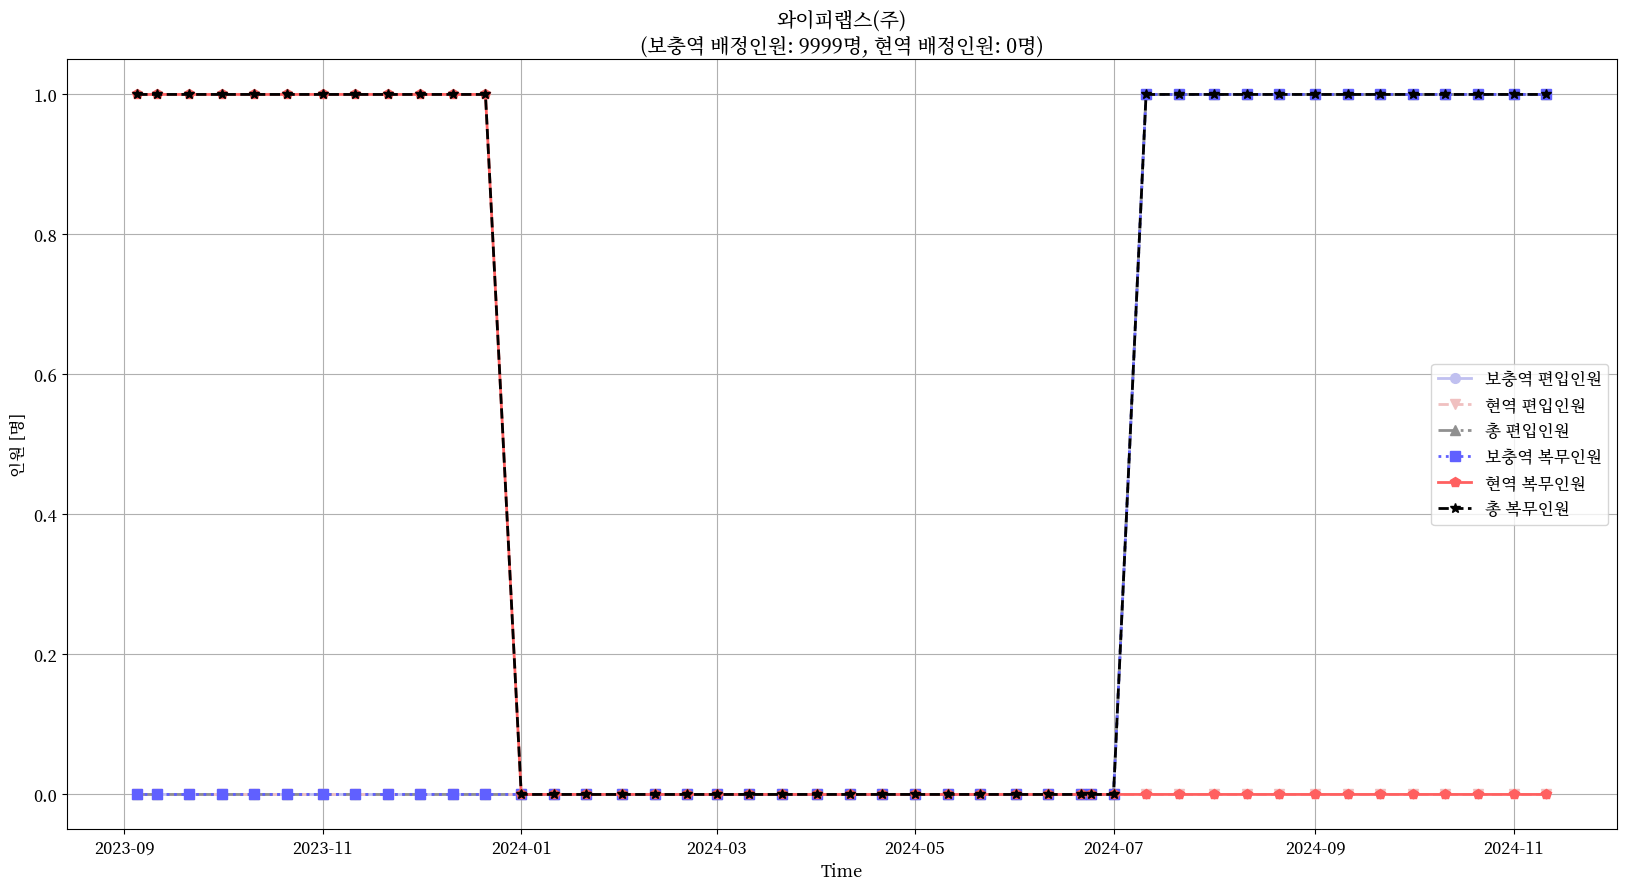 와이피랩스(주)
(보충역 배정인원: 9999명, 현역 배정인원: 0명)
1.0
0.8
0.6
0.4
0.2
0.0
인원 [명]
보충역 편입인원
현역 편입인원
총 편입인원
보충역 복무인원
현역 복무인원
총 복무인원
2023-09 2023-11 2024-01 2024-03 2024-05 2024-07 2024-09 2024-11
Time